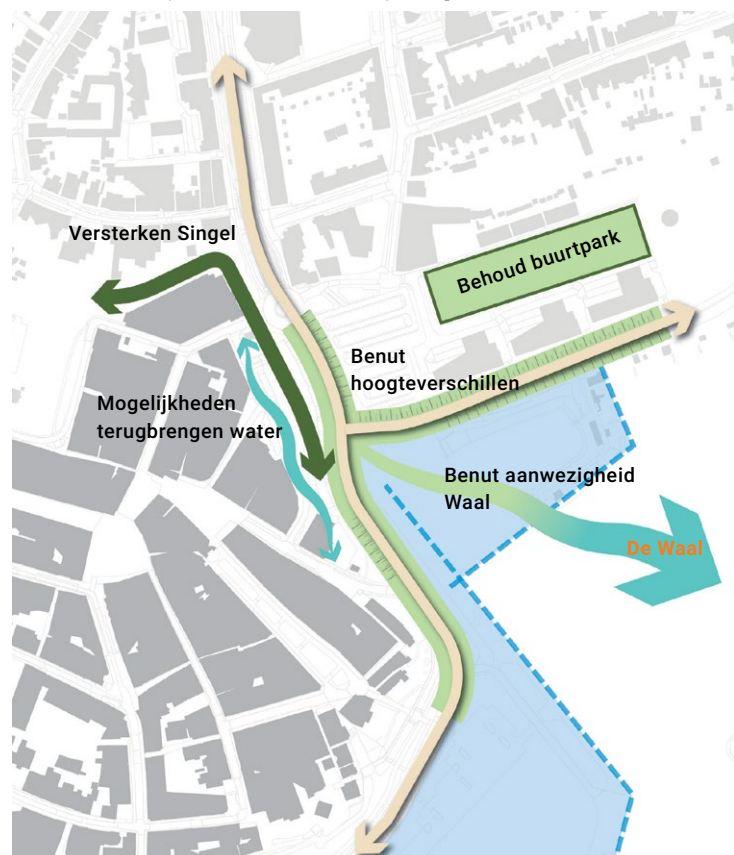 Versterken Singel
Behoud buurtpark
Benut
hoogteverschillen
Mogelijkheden
terugbrengen water
Benut aanwezigheid
Waal
De Waal